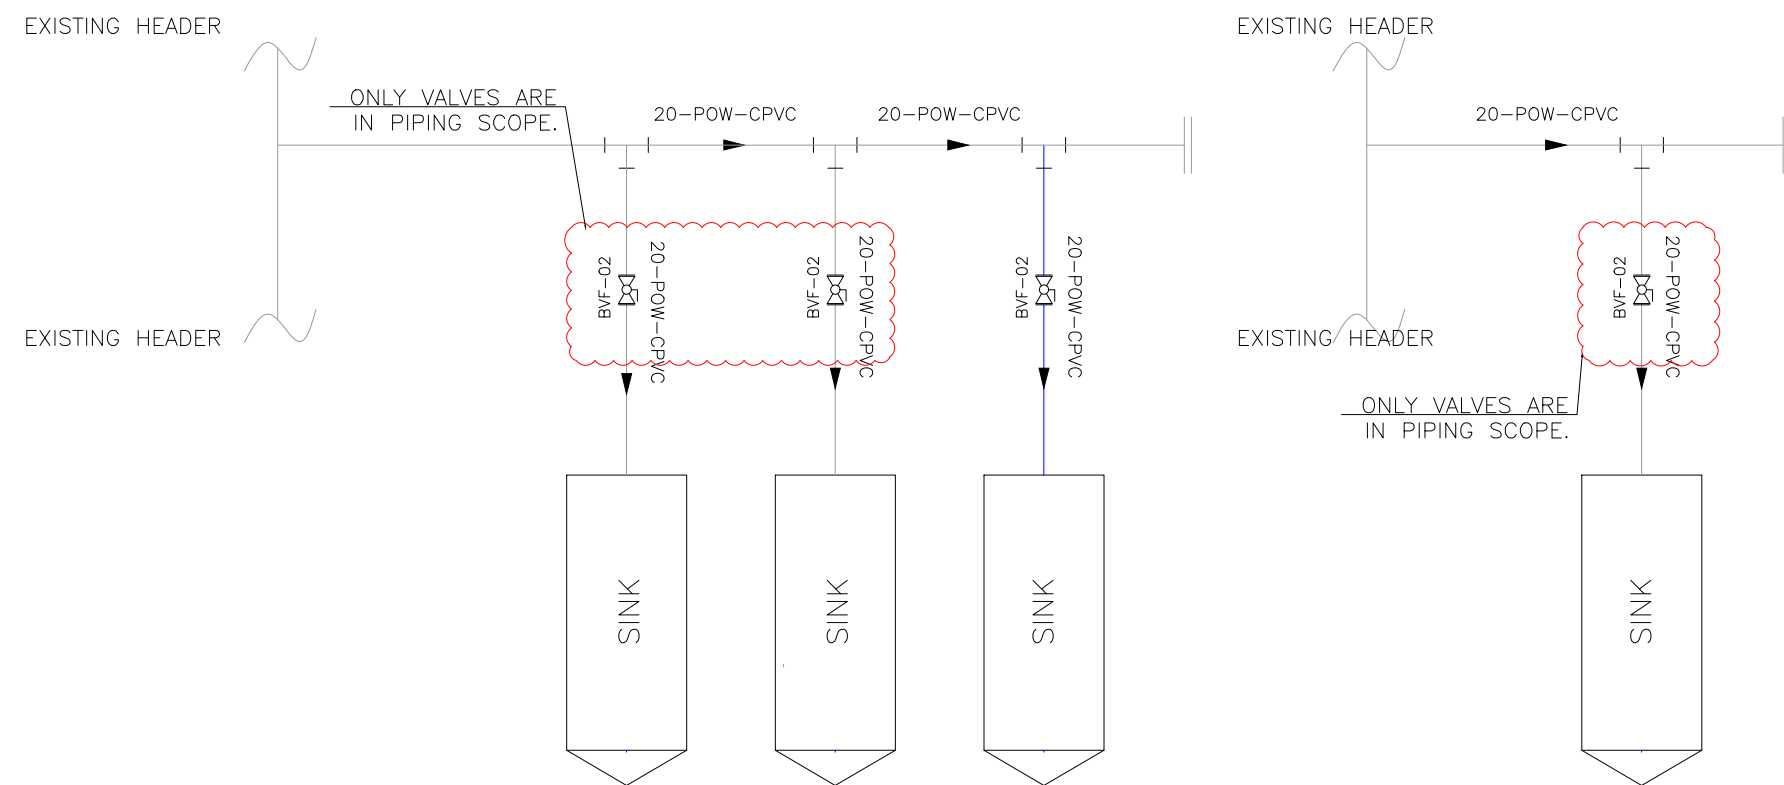 EXISTING HEADER
EXISTING HEADER
ONLY VALVES ARE
IN PIPING SCOPE.
20-POW-CPVC
20-POW-CPVC
20-POW-CPVC
BVF-02
20-POW-CPVC
BVF-02
20-POW-CPVC
BVF-02
20-POW-CPVC
BVF-02
20-POW-CPVC
EXISTING HEADER
EXISTING HEADER
ONLY VALVES ARE
IN PIPING SCOPE.
SINK
SINK
SINK
SINK